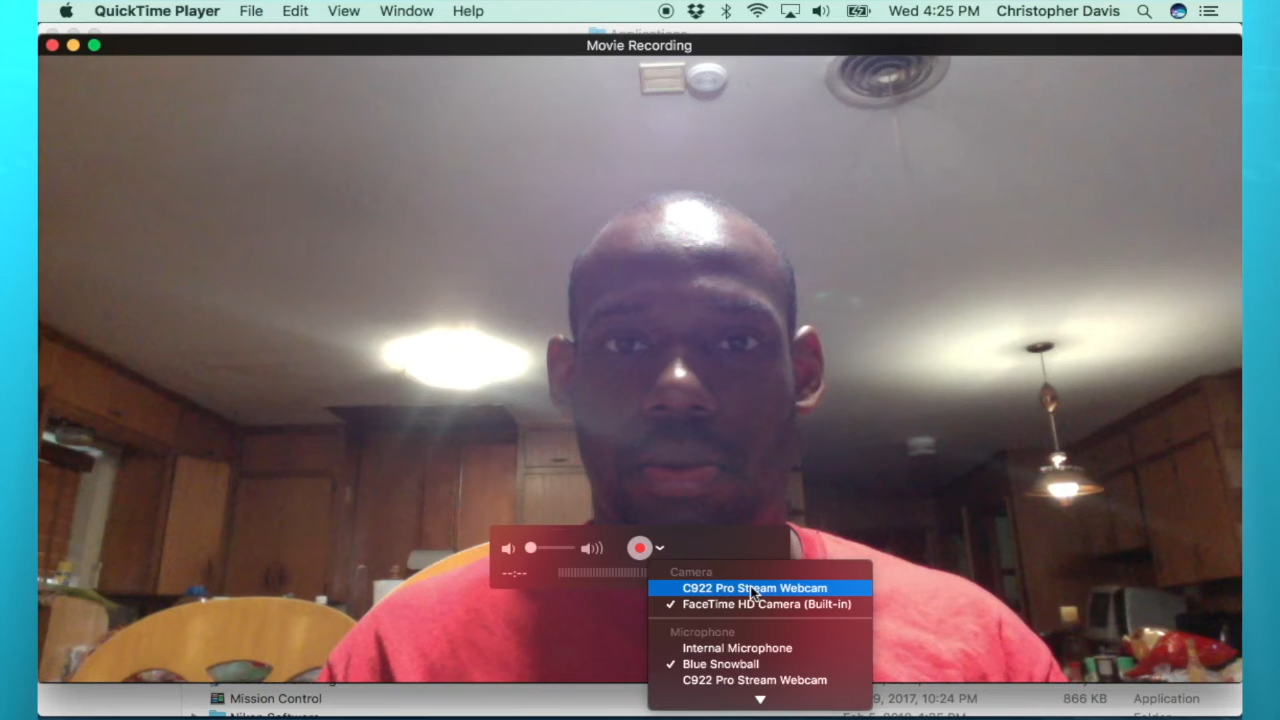 QuickTime Player File Edit View Window Help Wed 4:25 PM Christopher Davis
Applications
Movie Recording
--:--
Camera
C922 Pro Stream Webcam
✓ FaceTime HD Camera (Built-in)
Microphone
Internal Microphone
✓ Blue Snowball
C922 Pro Stream Webcam
Mission Control 9, 2017, 10:24 PM 866 KB Application